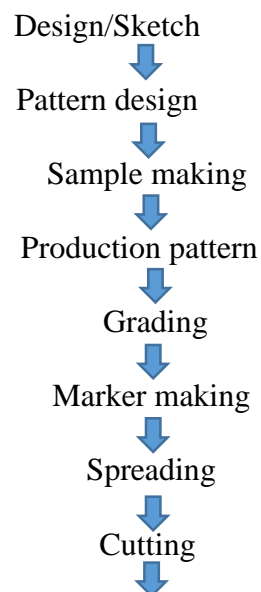 Design/Sketch
Pattern design
Sample making
Production pattern
Grading
Marker making
Spreading
Cutting